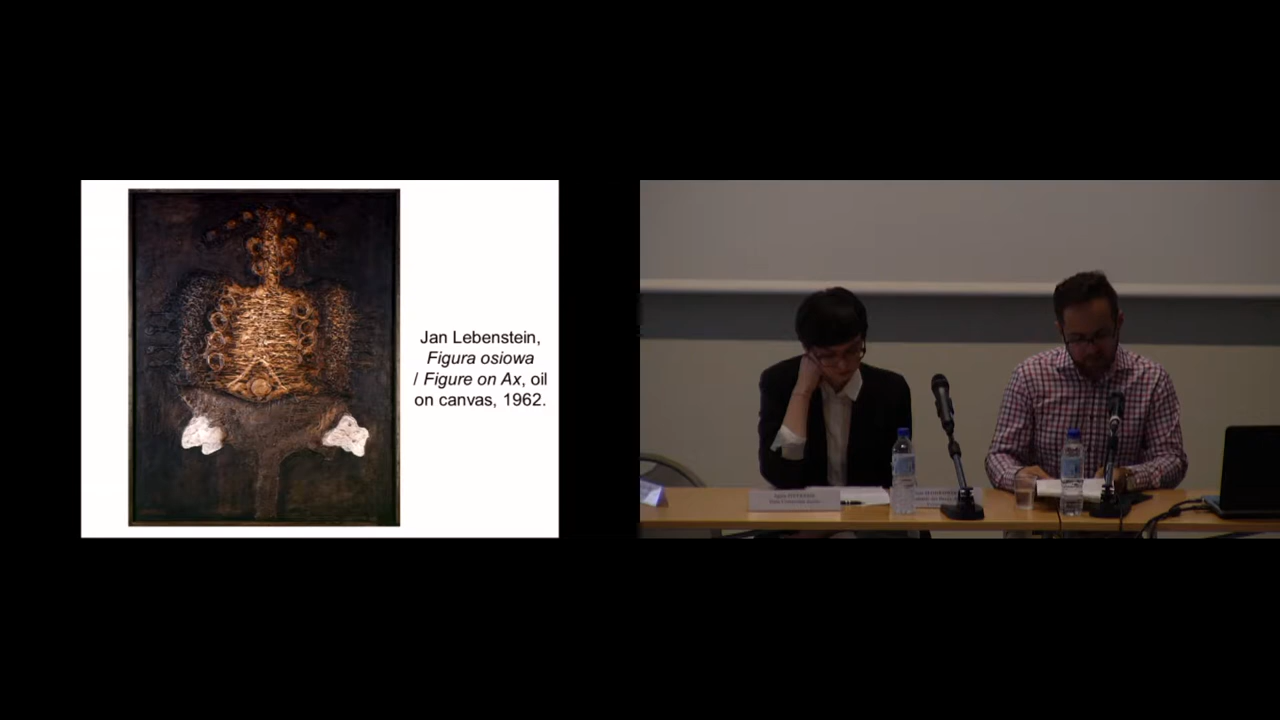 Jan Lebenstein,
Figura osiowa
/ Figure on Ax, oil
on canvas, 1962.